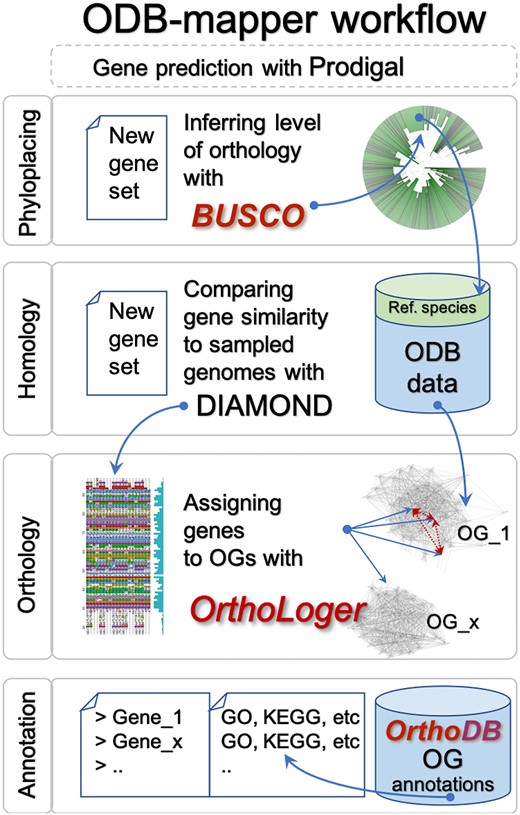 ODB-mapper workflow
Gene prediction with Prodigal
Phyloplacing
New
gene
set
Inferring level
of orthology
with
BUSCO
Homology
New
gene
set
Comparing
gene similarity
to sampled
genomes with
DIAMOND
Ref. species
ODB
data
Orthology
Assigning
genes
to OGs with
OrthoLoger
OG_1
OG_x
Annotation
> Gene_1
> Gene_x
> ..
GO, KEGG, etc
GO, KEGG, etc
..
OrthoDB
OG
annotations